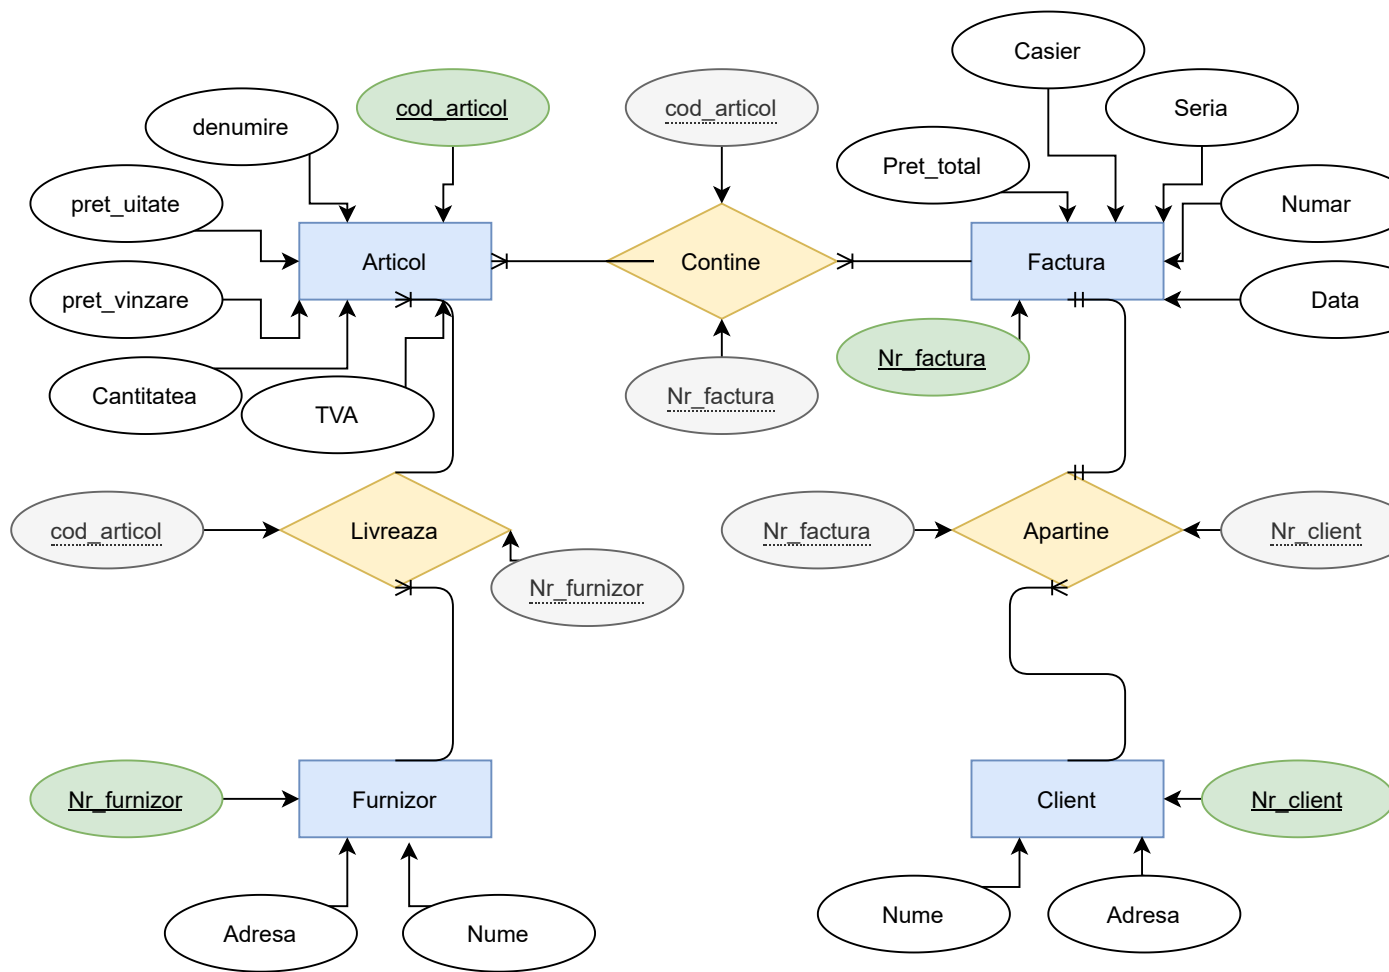 Casier
cod_articol
cod_articol
Seria
denumire
Pret_total
pret_uitate
Numar
Articol
Contine
Factura
pret_vinzare
Data
Nr_factura
Cantitatea
Nr_factura
TVA
cod_articol
Livreaza
Nr_factura
Apartine
Nr_client
Nr_furnizor
Nr_furnizor
Furnizor
Client
Nr_client
Nume
Adresa
Adresa
Nume